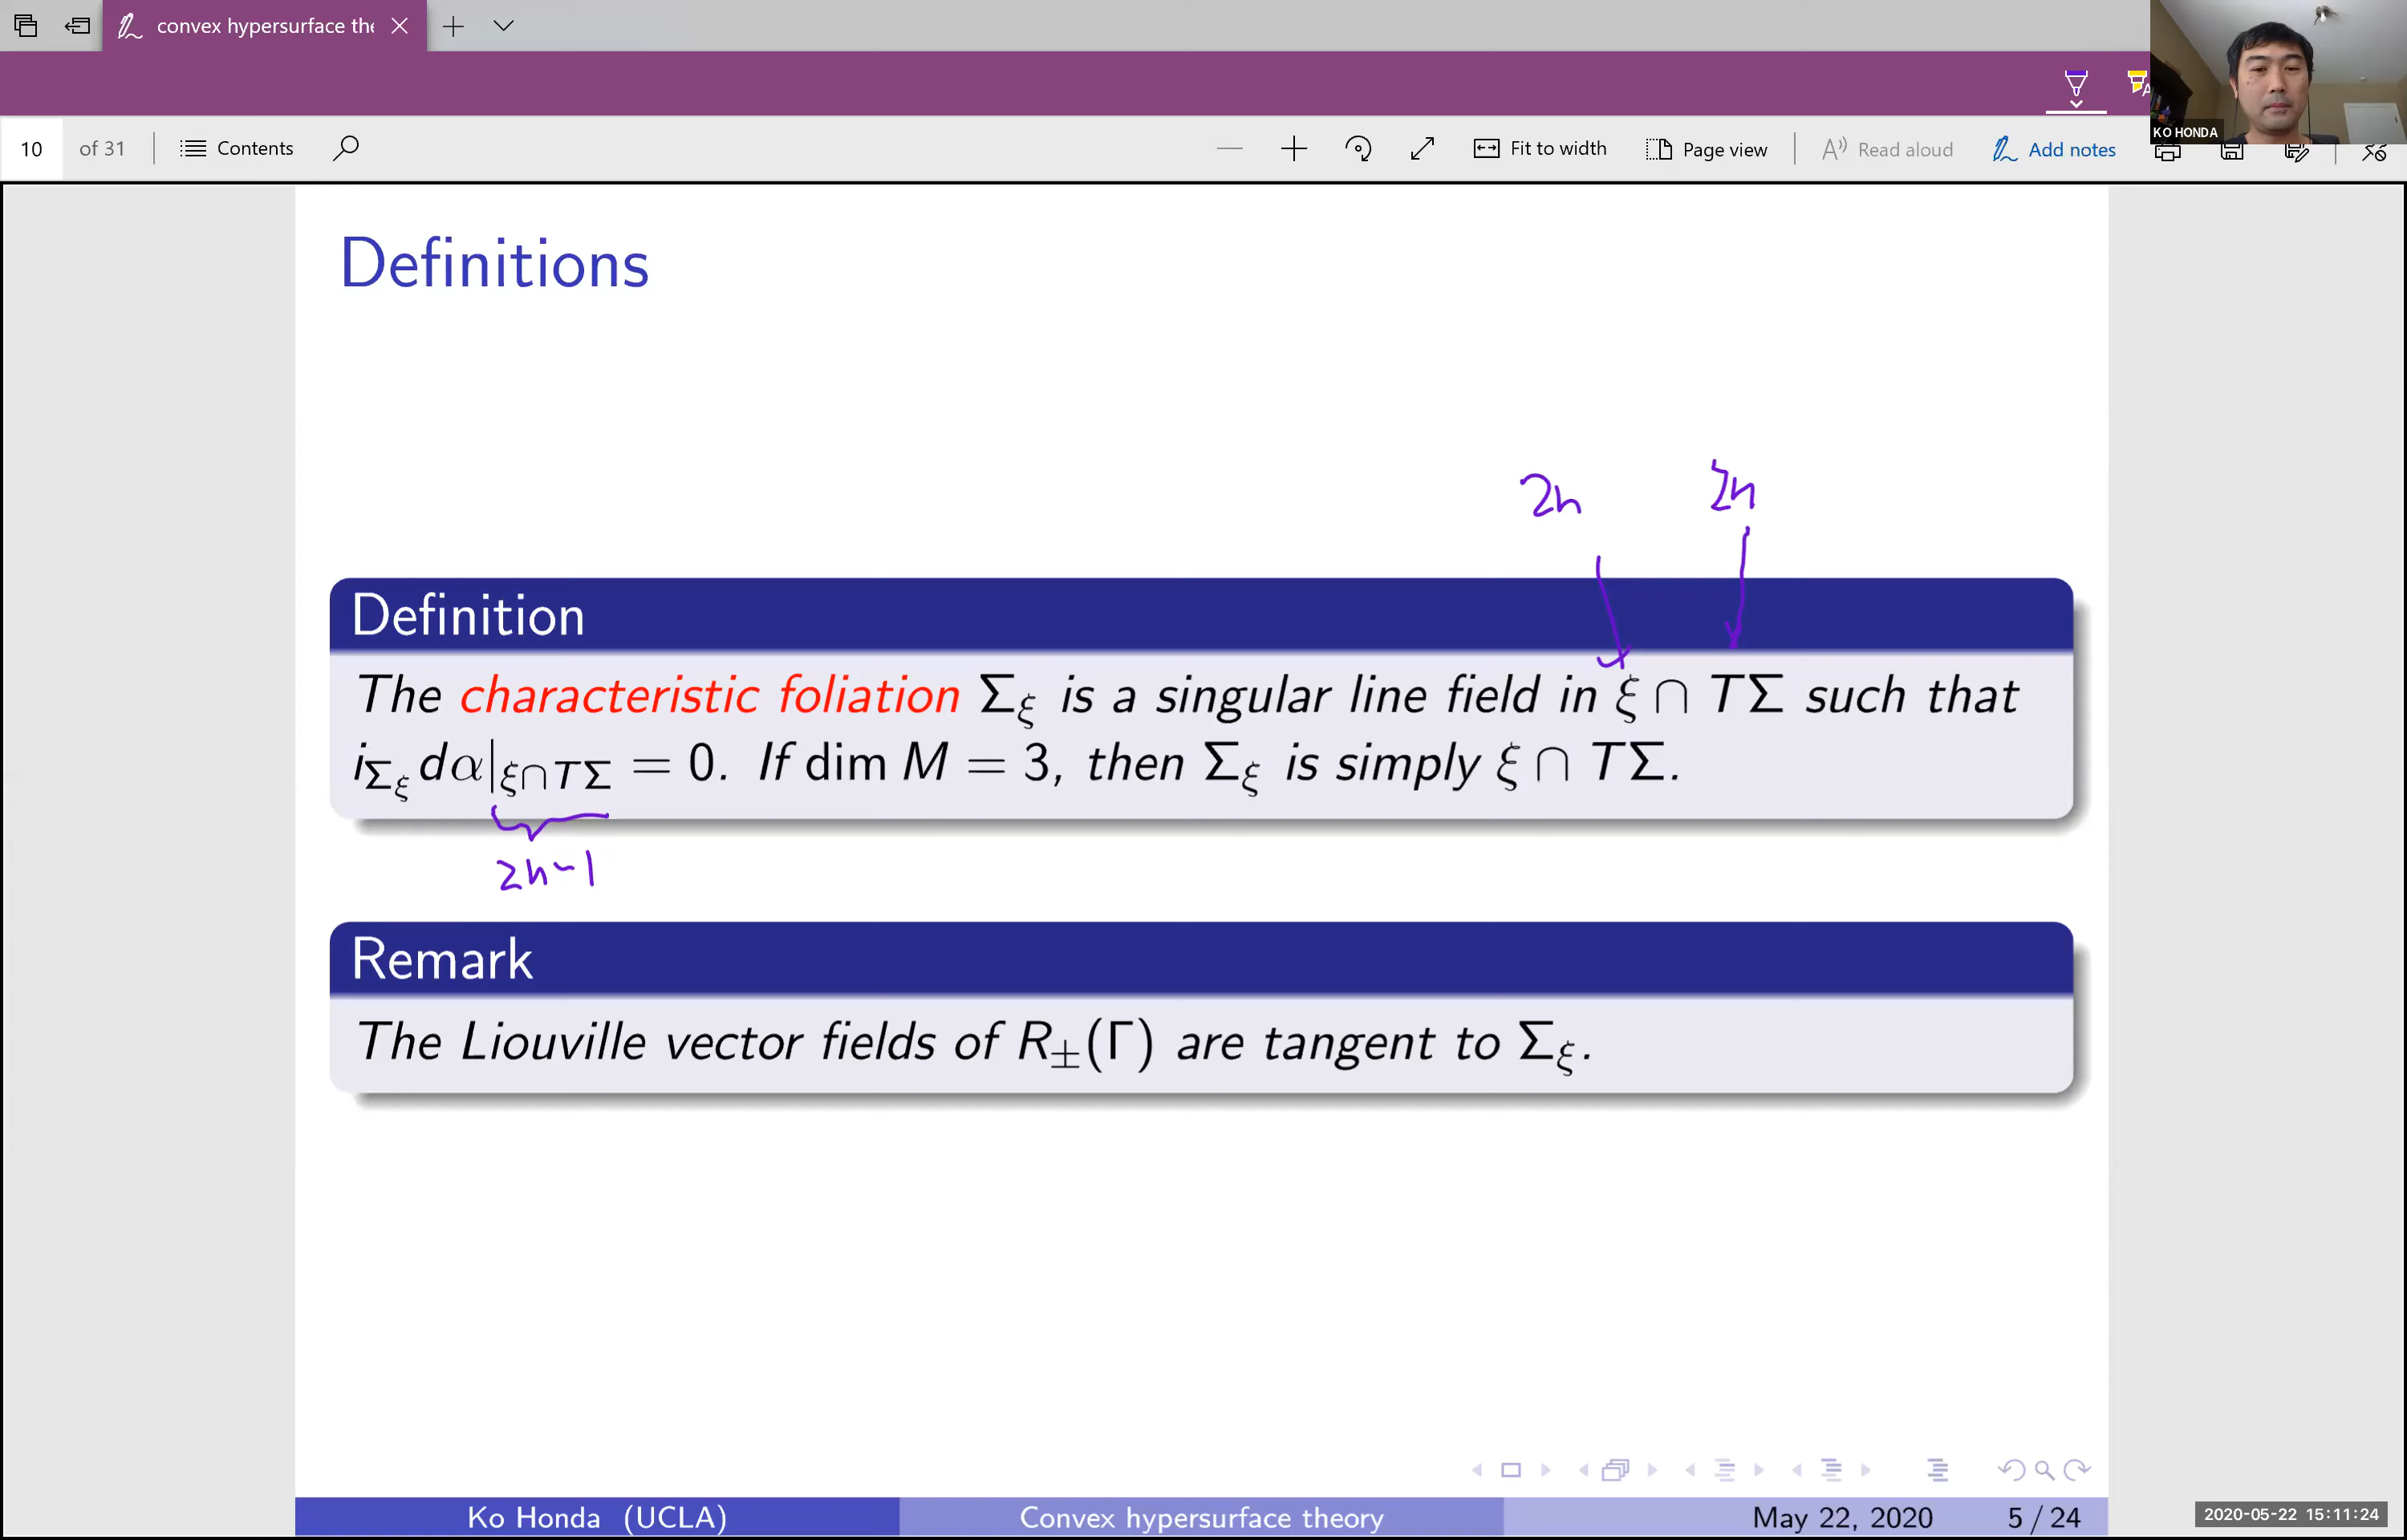 convex hypersurface the
KO HONDA
10 of 31 Contents Fit to width Page view Read aloud Add notes
Definitions
2n 2n
Definition
The characteristic foliation Σ_ξ is a singular line field in ξ ∩ TΣ such that
i_{Σ_ξ} dα|_{ξ∩TΣ} = 0. If dim M = 3, then Σ_ξ is simply ξ ∩ TΣ.
2n-1
Remark
The Liouville vector fields of R_±(Γ) are tangent to Σ_ξ.
Ko Honda (UCLA) Convex hypersurface theory May 22, 2020 5 / 24
2020-05-22 15:11:24